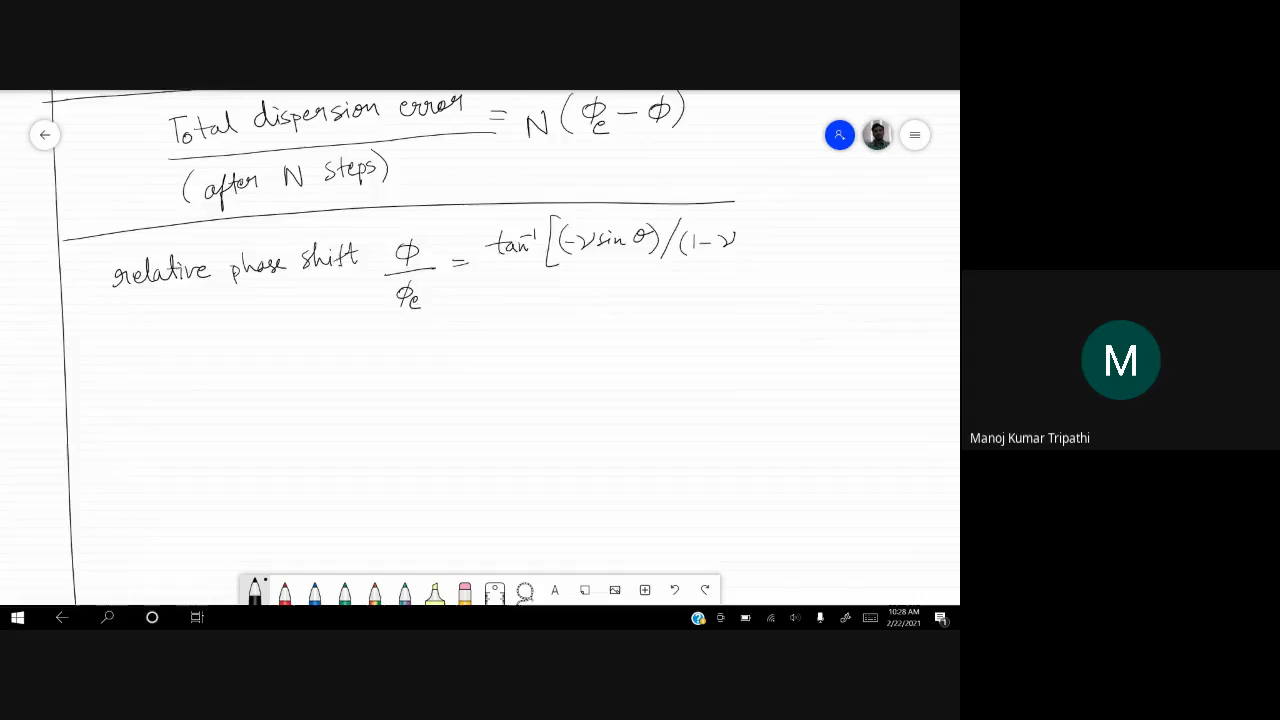 Total dispersion error = N(ϕe − ϕ)
(after N steps)
relative phase shift ϕ/ϕe = tan⁻¹[(−ν sin θ)/(1−ν
M
Manoj Kumar Tripathi
A
10:28 AM
2/22/2021